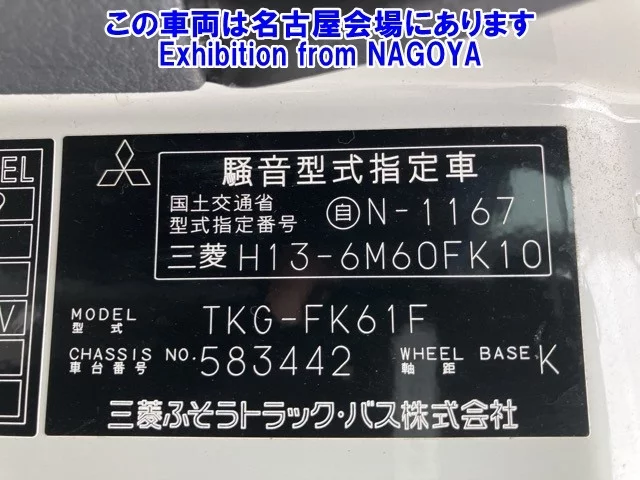 この車両は名古屋会場にあります
Exhibition from NAGOYA
騒音型式指定車
国土交通省
型式指定番号 自 N-1167
三菱 H13-6M60FK10
MODEL
型式 TKG-FK61F
CHASSIS NO.
車台番号 583442
WHEEL BASE
軸距 K
三菱ふそうトラック・バス株式会社
EL
9
V